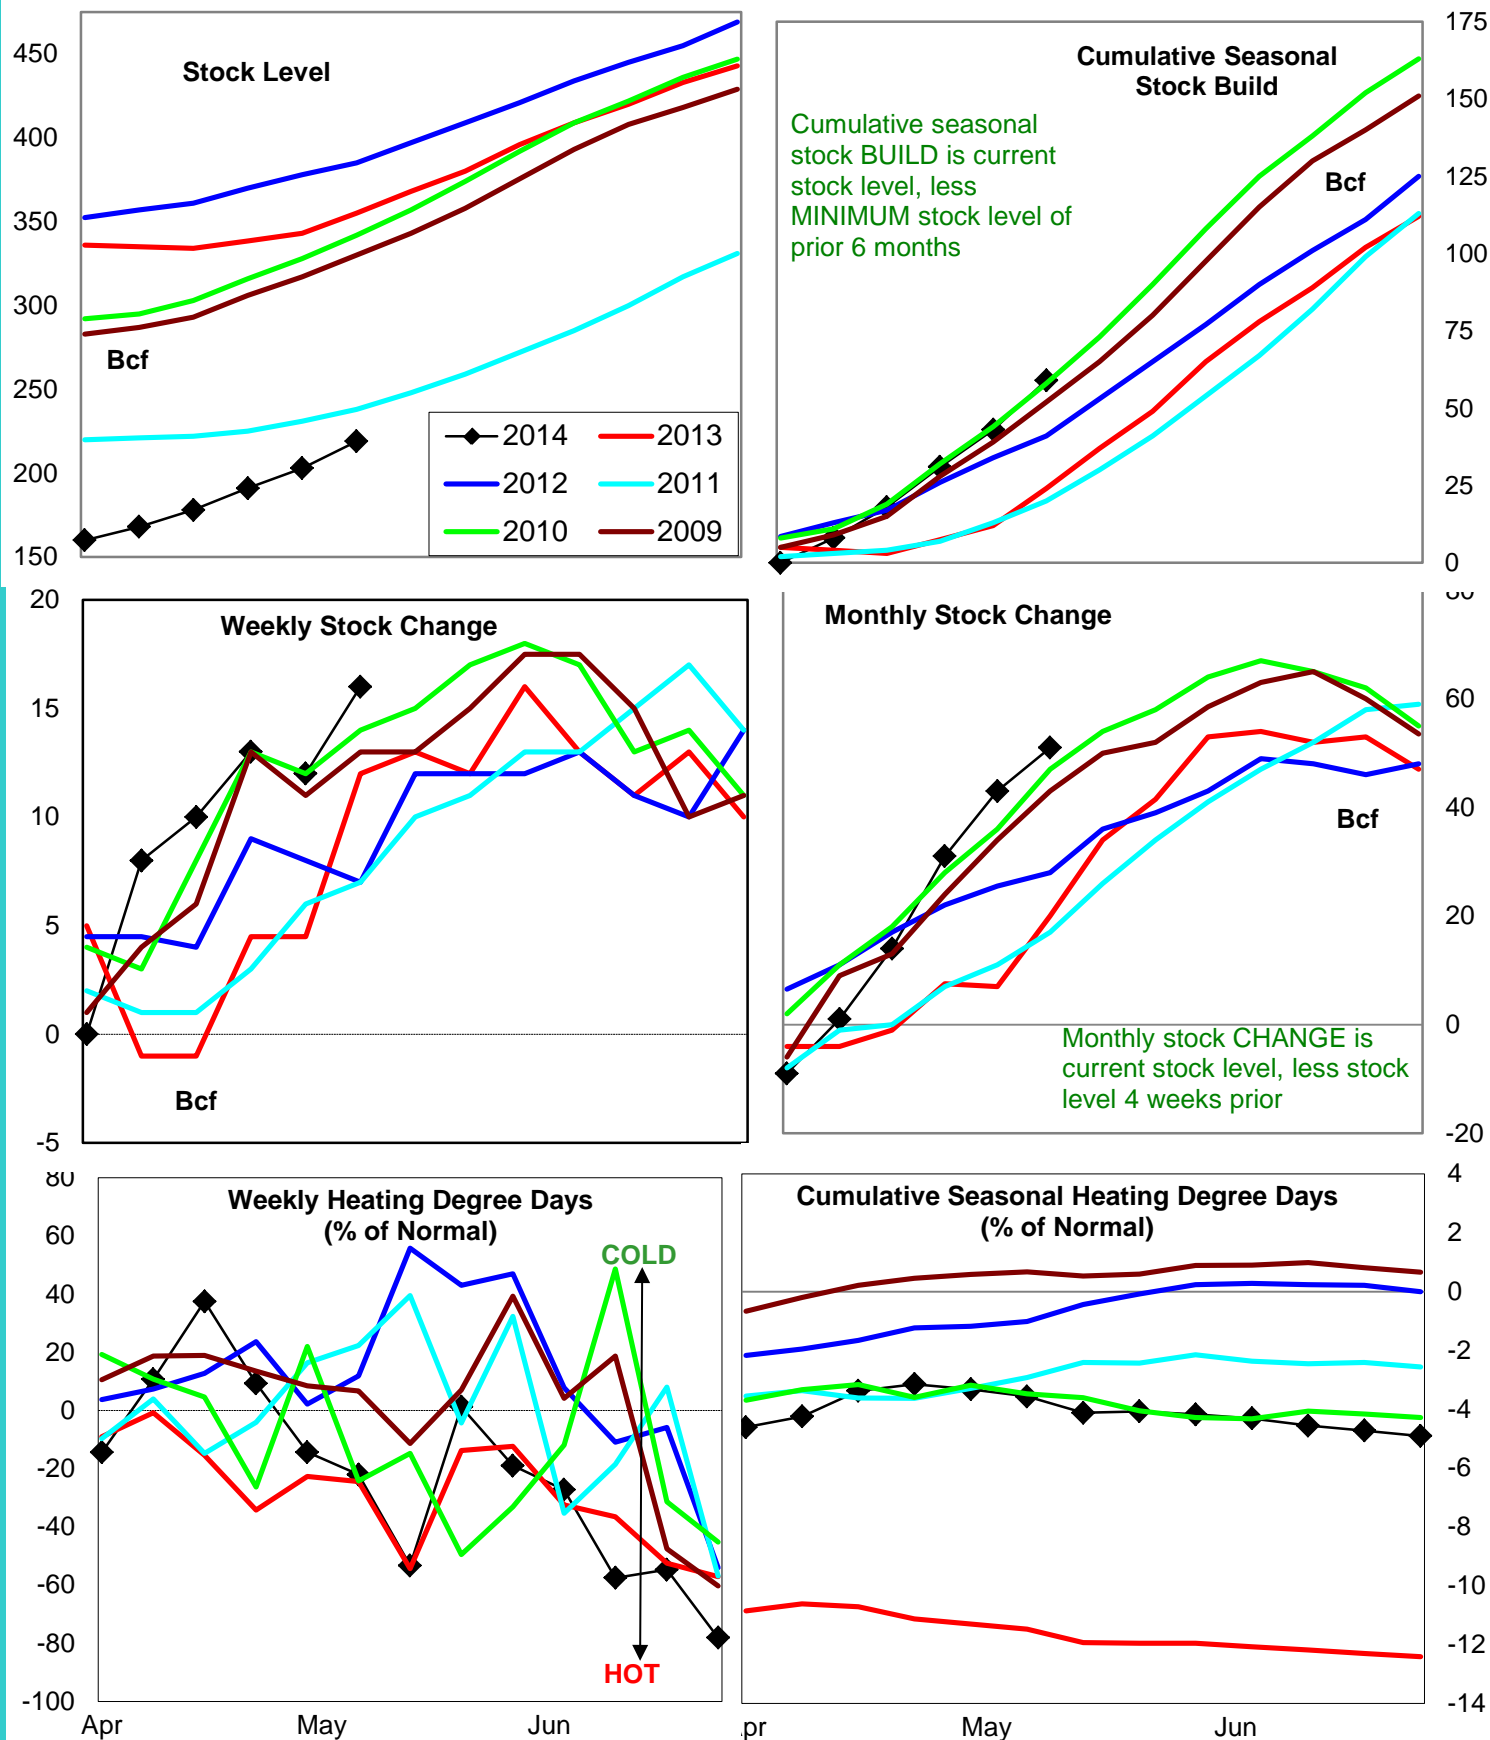 Stock Level
450
400
350
300
250
200
150
Bcf
2014
2013
2012
2011
2010
2009
Cumulative Seasonal
Stock Build
Cumulative seasonal
stock BUILD is current
stock level, less
MINIMUM stock level of
prior 6 months
Bcf
175
150
125
100
75
50
25
0
Weekly Stock Change
20
15
10
5
0
-5
Bcf
Monthly Stock Change
80
60
40
20
0
-20
Bcf
Monthly stock CHANGE is
current stock level, less stock
level 4 weeks prior
Weekly Heating Degree Days
(% of Normal)
80
60
40
20
0
-20
-40
-60
-80
-100
COLD
HOT
Apr
May
Jun
Cumulative Seasonal Heating Degree Days
(% of Normal)
4
2
0
-2
-4
-6
-8
-10
-12
-14
pr
May
Jun